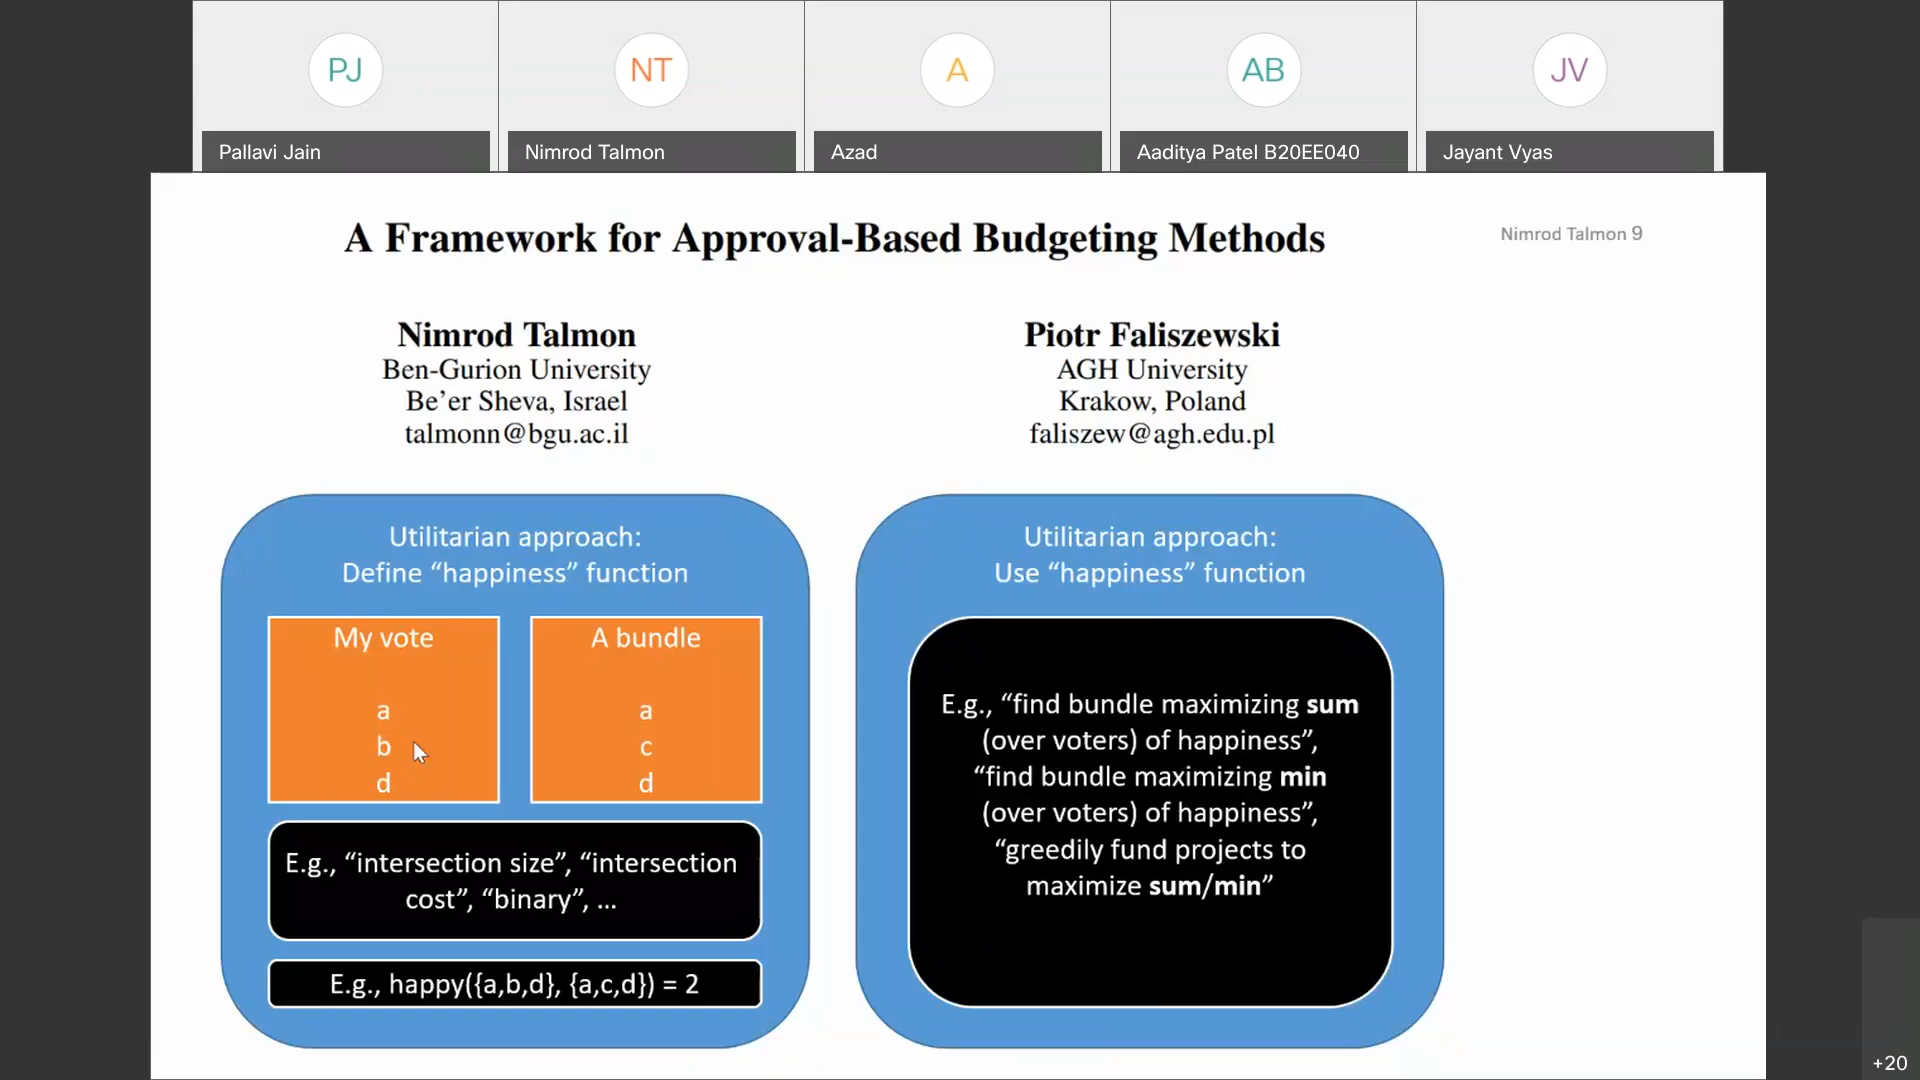 PJ
NT
A
AB
JV
Pallavi Jain
Nimrod Talmon
Azad
Aaditya Patel B20EE040
Jayant Vyas
A Framework for Approval-Based Budgeting Methods
Nimrod Talmon 9
Nimrod Talmon
Ben-Gurion University
Be’er Sheva, Israel
talmonn@bgu.ac.il
Piotr Faliszewski
AGH University
Krakow, Poland
faliszew@agh.edu.pl
Utilitarian approach:
Define “happiness” function
My vote
a
b
d
A bundle
a
c
d
E.g., “intersection size”, “intersection
cost”, “binary”, ...
E.g., happy({a,b,d}, {a,c,d}) = 2
Utilitarian approach:
Use “happiness” function
E.g., “find bundle maximizing sum
(over voters) of happiness”,
“find bundle maximizing min
(over voters) of happiness”,
“greedily fund projects to
maximize sum/min”
+20